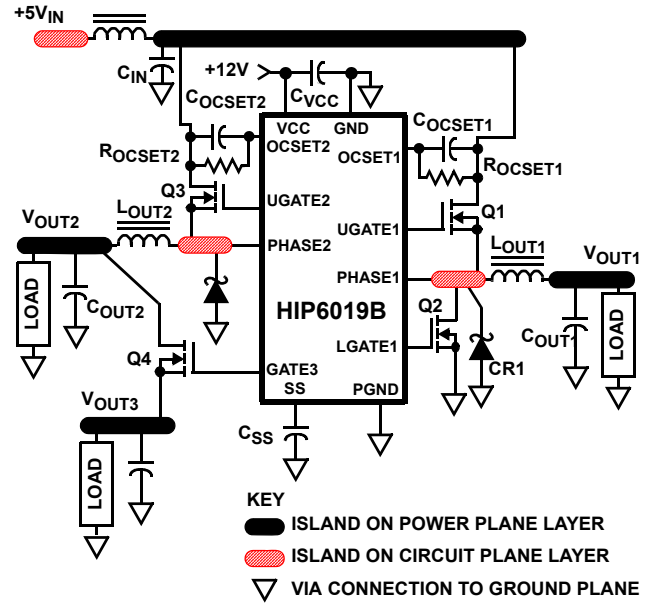 +5VIN
CIN
+12V
CVCC
COCSET2
COCSET1
VCC
GND
OCSET2
OCSET1
ROCSET2
ROCSET1
Q3
UGATE2
Q1
UGATE1
VOUT2
LOUT2
PHASE2
LOUT1
VOUT1
PHASE1
LOAD
COUT2
HIP6019B
Q2
COUT1
LOAD
Q4
LGATE1
CR1
GATE3
SS
PGND
VOUT3
CSS
LOAD
KEY
ISLAND ON POWER PLANE LAYER
ISLAND ON CIRCUIT PLANE LAYER
VIA CONNECTION TO GROUND PLANE